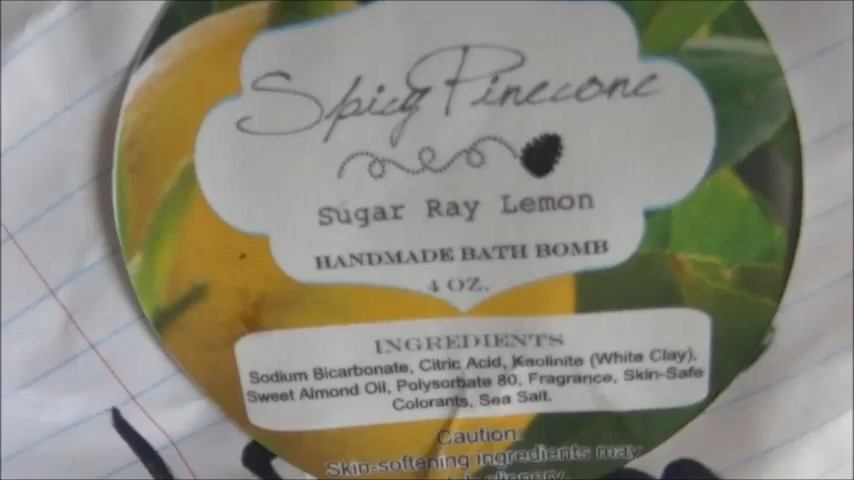 Spicy Pinecone
Sugar Ray Lemon
HANDMADE BATH BOMB
4 OZ.
INGREDIENTS
Sodium Bicarbonate, Citric Acid, Kaolinite (White Clay),
Sweet Almond Oil, Polysorbate 80, Fragrance, Skin-Safe
Colorants, Sea Salt.
Caution:
Skin-softening ingredients may
slippery.